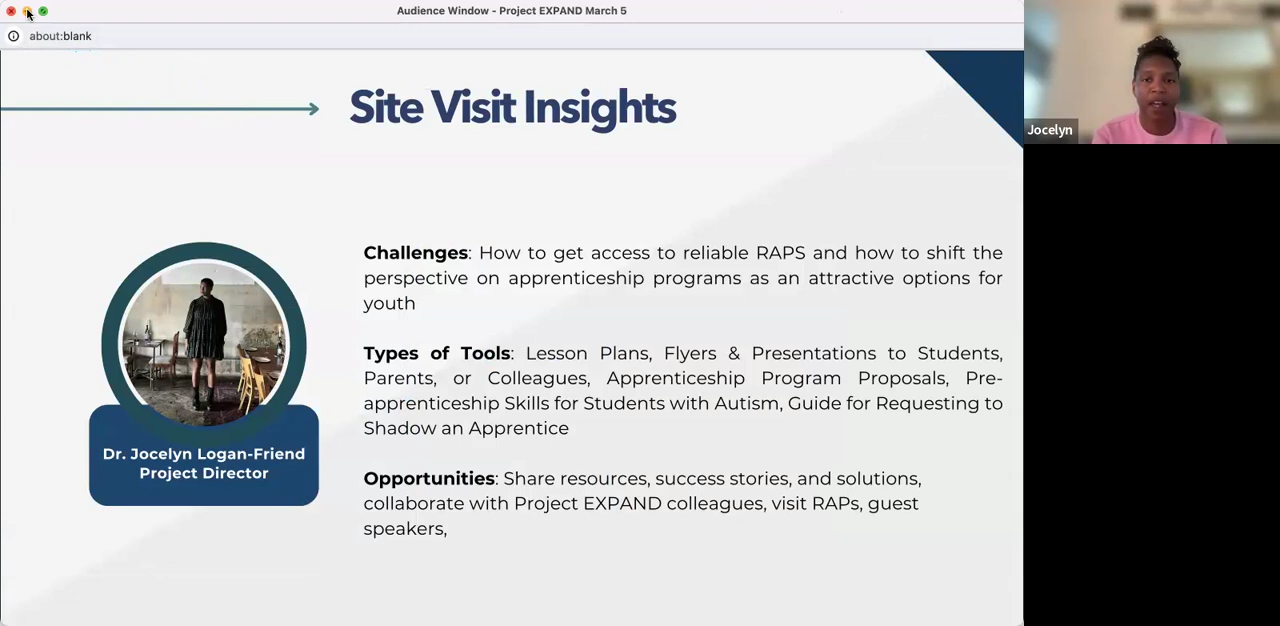 Audience Window - Project EXPAND March 5
about:blank
Site Visit Insights
Jocelyn
Challenges: How to get access to reliable RAPS and how to shift the
perspective on apprenticeship programs as an attractive options for
youth
Types of Tools: Lesson Plans, Flyers & Presentations to Students,
Parents, or Colleagues, Apprenticeship Program Proposals, Pre-
apprenticeship Skills for Students with Autism, Guide for Requesting to
Shadow an Apprentice
Dr. Jocelyn Logan-Friend
Project Director
Opportunities: Share resources, success stories, and solutions,
collaborate with Project EXPAND colleagues, visit RAPs, guest
speakers,